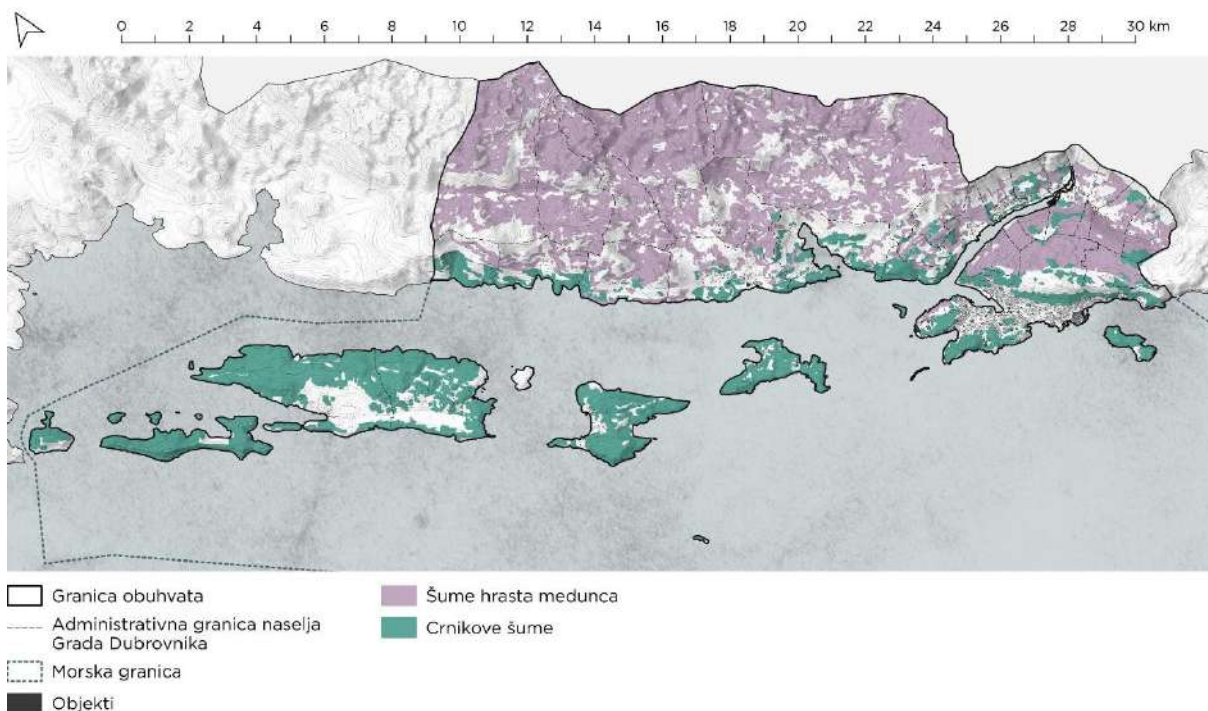 0 2 4 6 8 10 12 14 16 18 20 22 24 26 28 30 km
Granica obuhvata
Administrativna granica naselja
Grada Dubrovnika
Morska granica
Objekti
Šume hrasta medunca
Crnikove šume